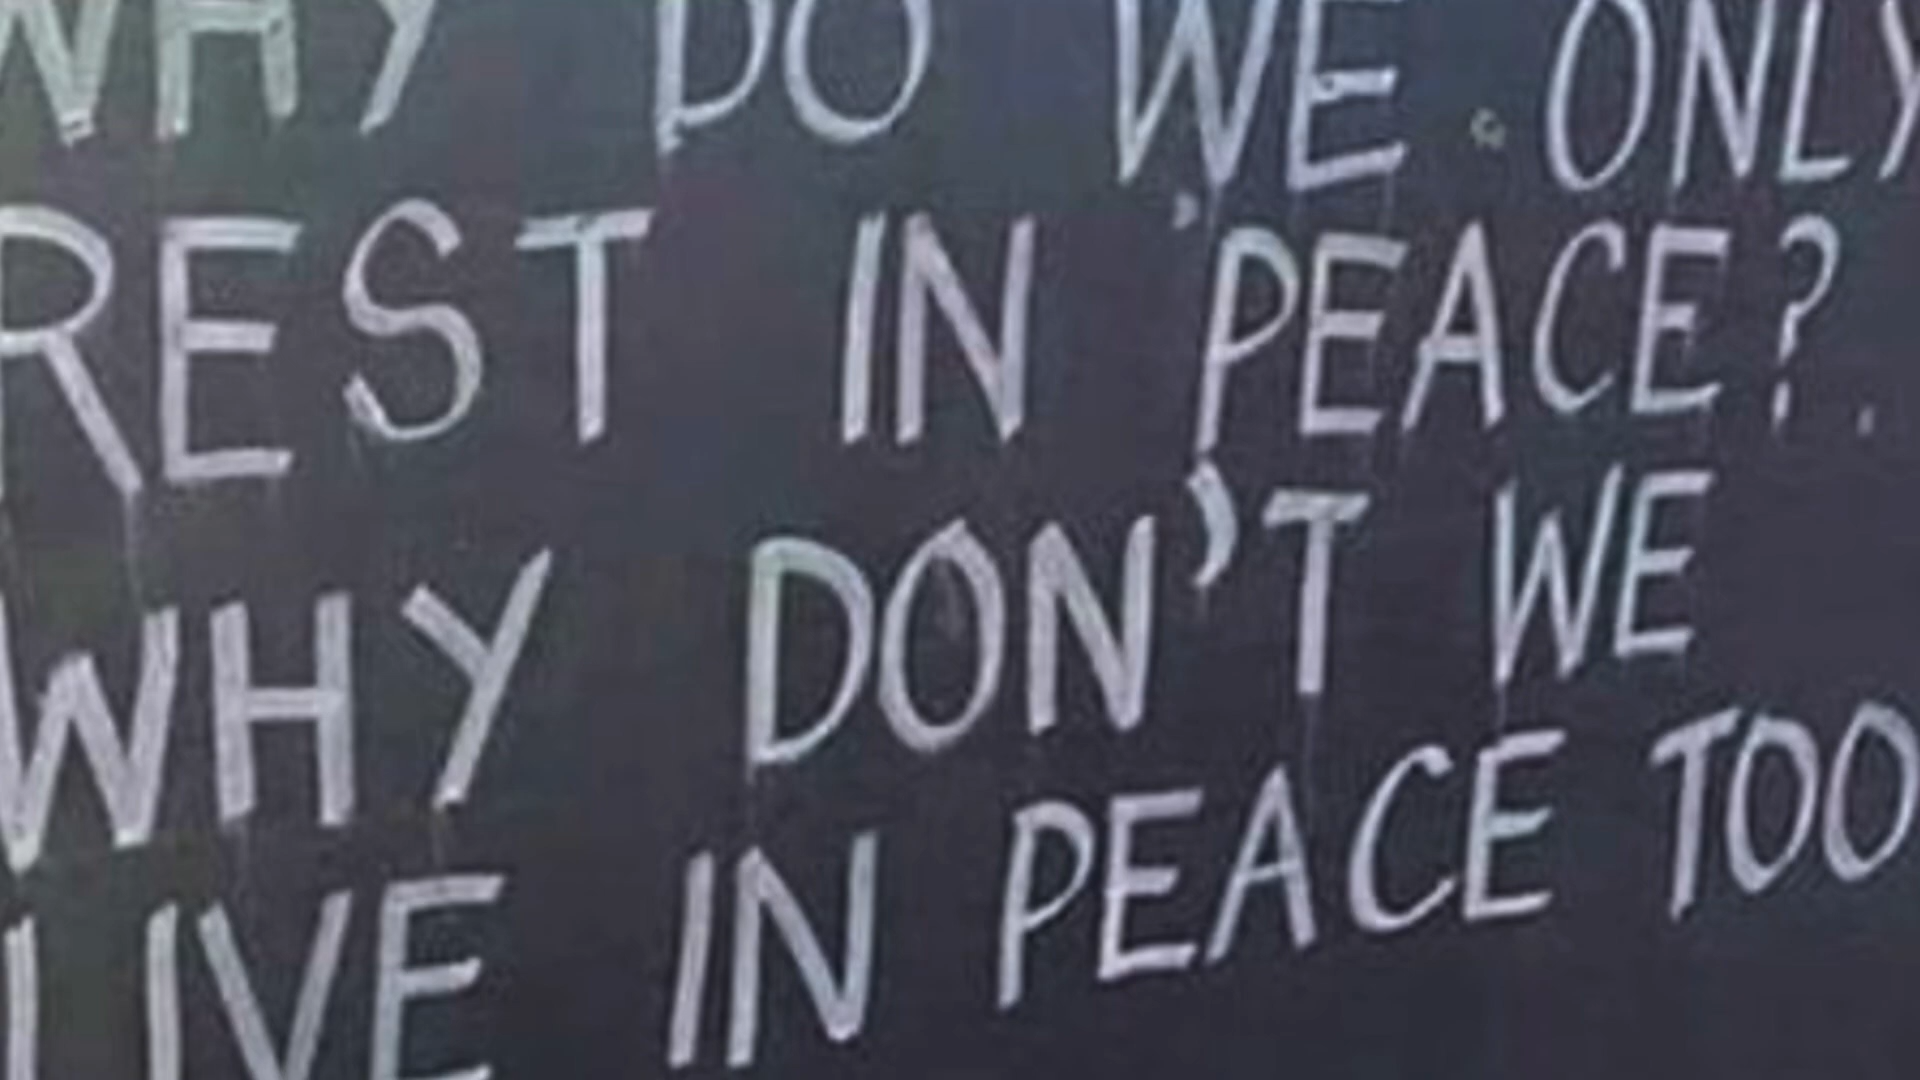 WHY DO WE ONLY
REST IN PEACE?
WHY DON'T WE
LIVE IN PEACE TOO